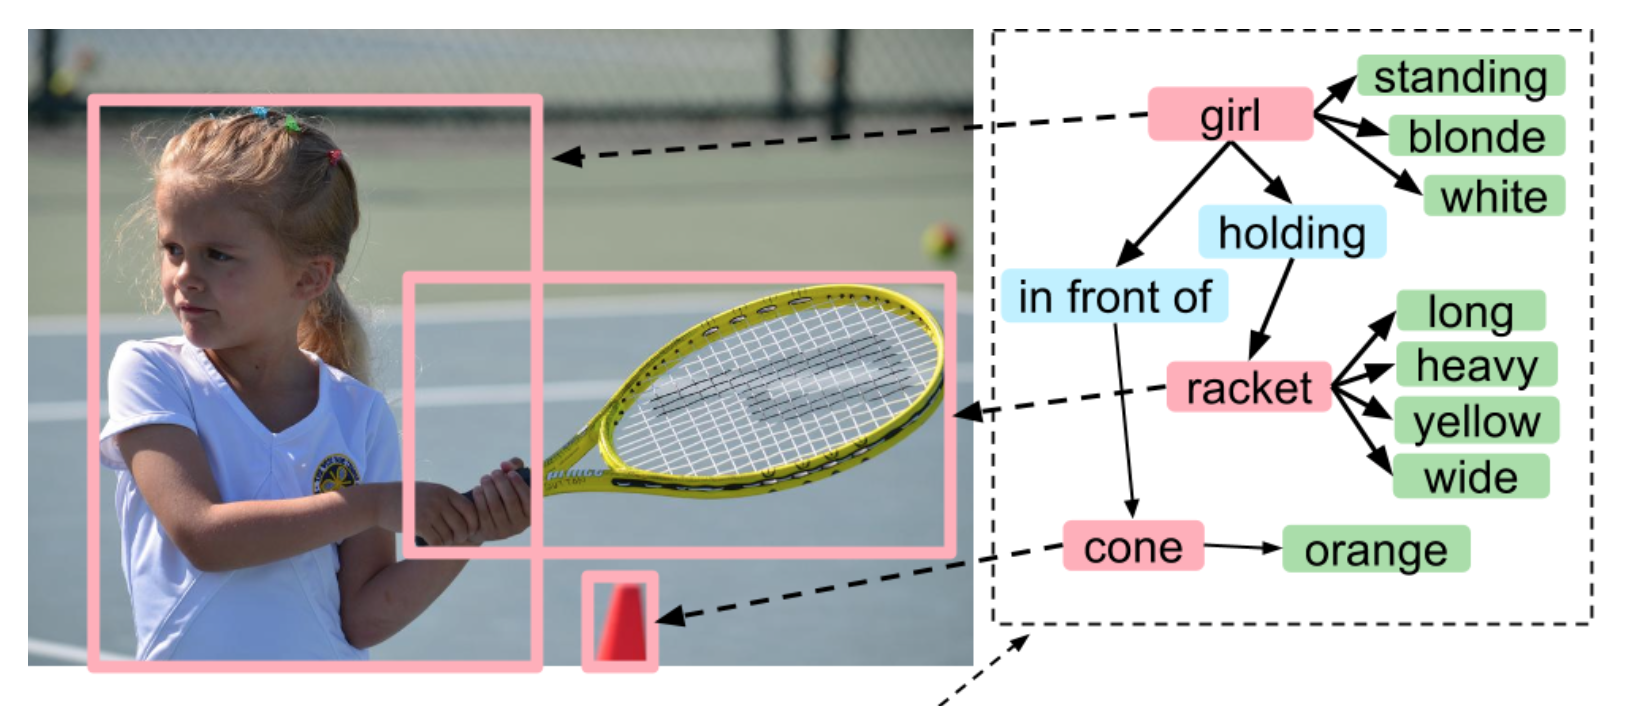 girl
standing
blonde
white
holding
in front of
racket
long
heavy
yellow
wide
cone
orange